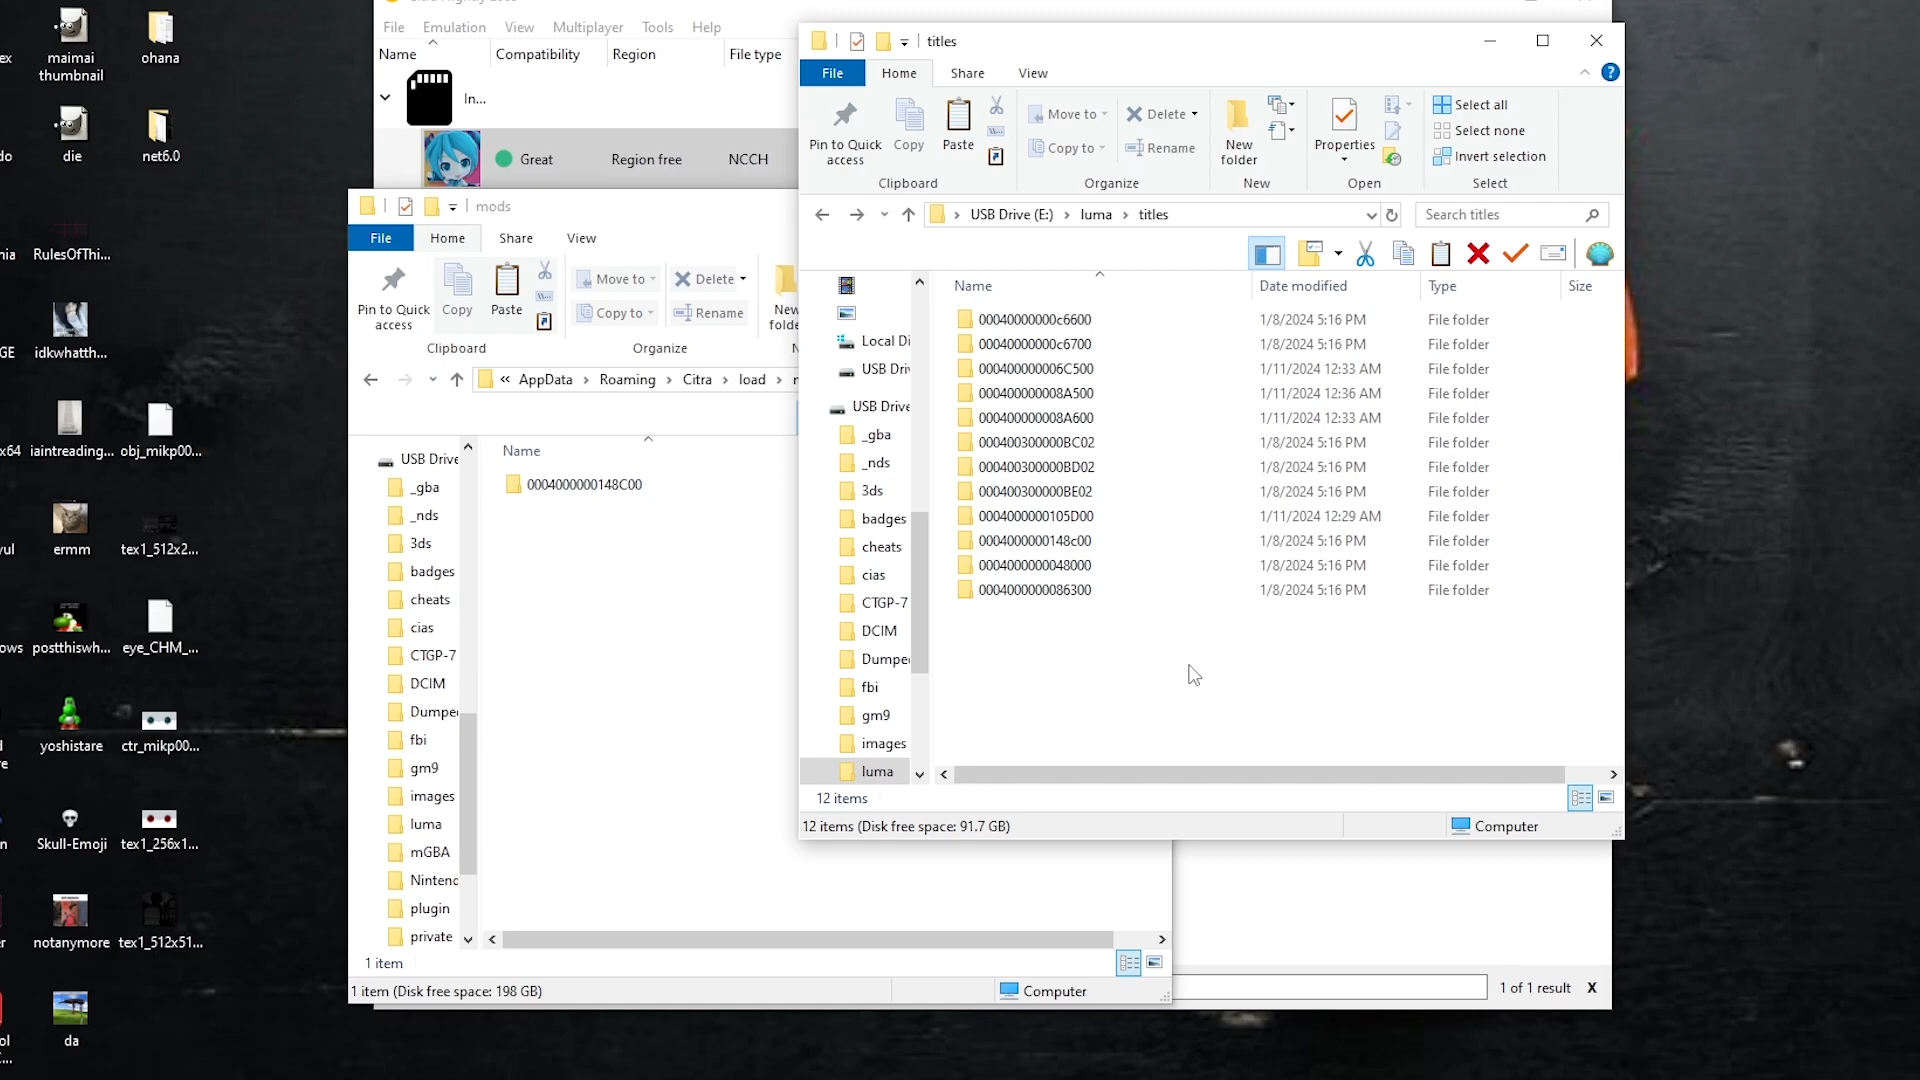 File Emulation View Multiplayer Tools Help
Name Compatibility Region File type
In...
Great Region free NCCH
titles
File Home Share View
Pin to Quick access
Copy
Paste
Move to
Copy to
Delete
Rename
New folder
Properties
Select all
Select none
Invert selection
Clipboard Organize New Open Select
USB Drive (E:) luma titles
Search titles
Name Date modified Type Size
00040000000c6600 1/8/2024 5:16 PM File folder
00040000000c6700 1/8/2024 5:16 PM File folder
000400000006C500 1/11/2024 12:33 AM File folder
000400000008A500 1/11/2024 12:36 AM File folder
000400000008A600 1/11/2024 12:33 AM File folder
000400300000BC02 1/8/2024 5:16 PM File folder
000400300000BD02 1/8/2024 5:16 PM File folder
000400300000BE02 1/8/2024 5:16 PM File folder
0004000000105D00 1/11/2024 12:29 AM File folder
0004000000148c00 1/8/2024 5:16 PM File folder
0004000000048000 1/8/2024 5:16 PM File folder
0004000000086300 1/8/2024 5:16 PM File folder
Local Di
USB Driv
USB Drive
_gba
_nds
3ds
badges
cheats
cias
CTGP-7
DCIM
Dumpe
fbi
gm9
images
luma
12 items
12 items (Disk free space: 91.7 GB)
Computer
mods
File Home Share View
Pin to Quick access
Copy
Paste
Move to
Copy to
Delete
Rename
New
folde
Clipboard Organize
« AppData Roaming Citra load
Name
0004000000148C00
USB Drive
_gba
_nds
3ds
badges
cheats
cias
CTGP-7
DCIM
Dumpe
fbi
gm9
images
luma
mGBA
Nintend
plugin
private
1 item
1 item (Disk free space: 198 GB)
Computer
1 of 1 result X
maimai thumbnail
ohana
die
net6.0
RulesOfThi...
idkwhatth...
iaintreading...
obj_mikp00...
ermm
tex1_512x2...
postthiswh...
eye_CHM_...
yoshistare
ctr_mikp00...
Skull-Emoji
tex1_256x1...
notanymore
tex1_512x51...
da